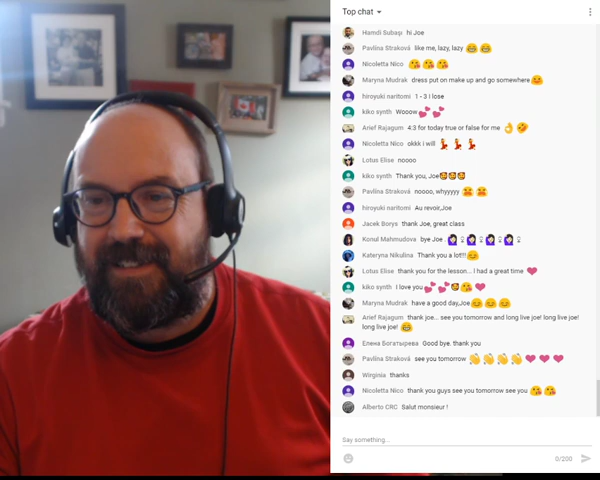 Top chat
Hamdi Subaşı hi Joe
Pavlína Straková like me, lazy, lazy 😂😂
Nicoletta Nico 😘😘😘
Maryna Mudrak dress put on make up and go somewhere🤗
hiroyuki naritomi 1 - 3 I lose
kiko synth Wooow💕💕
Arief Rajagum 4:3 for today true or false for me 👌🤣
Nicoletta Nico okkk i will 💃💃💃
Lotus Elise noooo
kiko synth Thank you, Joe🥰🥰🥰
Pavlína Straková noooo, whyyyyy 😫😫
hiroyuki naritomi Au revoir,Joe
Jacek Borys thank Joe, great class
Konul Mahmudova bye Joe . 🙋🏻♀🙋🏻♀🙋🏻♀🙋🏻♀
Kateryna Nikulina Thank you a lot!!!😊
Lotus Elise thank you for the lesson... I had a great time ❤
kiko synth I love you💕💕🥰😘❤
Maryna Mudrak have a good day,Joe😊😊😊
Arief Rajagum thank joe... see you tomorrow and long live joe! long live joe!
long live joe! 😂
Елена Богатырева Good bye. thank you
Pavlína Straková see you tomorrow 👋👋👋👋❤❤❤
Wirginia thanks
Nicoletta Nico thank you guys see you tomorrow see you 😘😘
Alberto CRC Salut monsieur !
Say something...
0/200